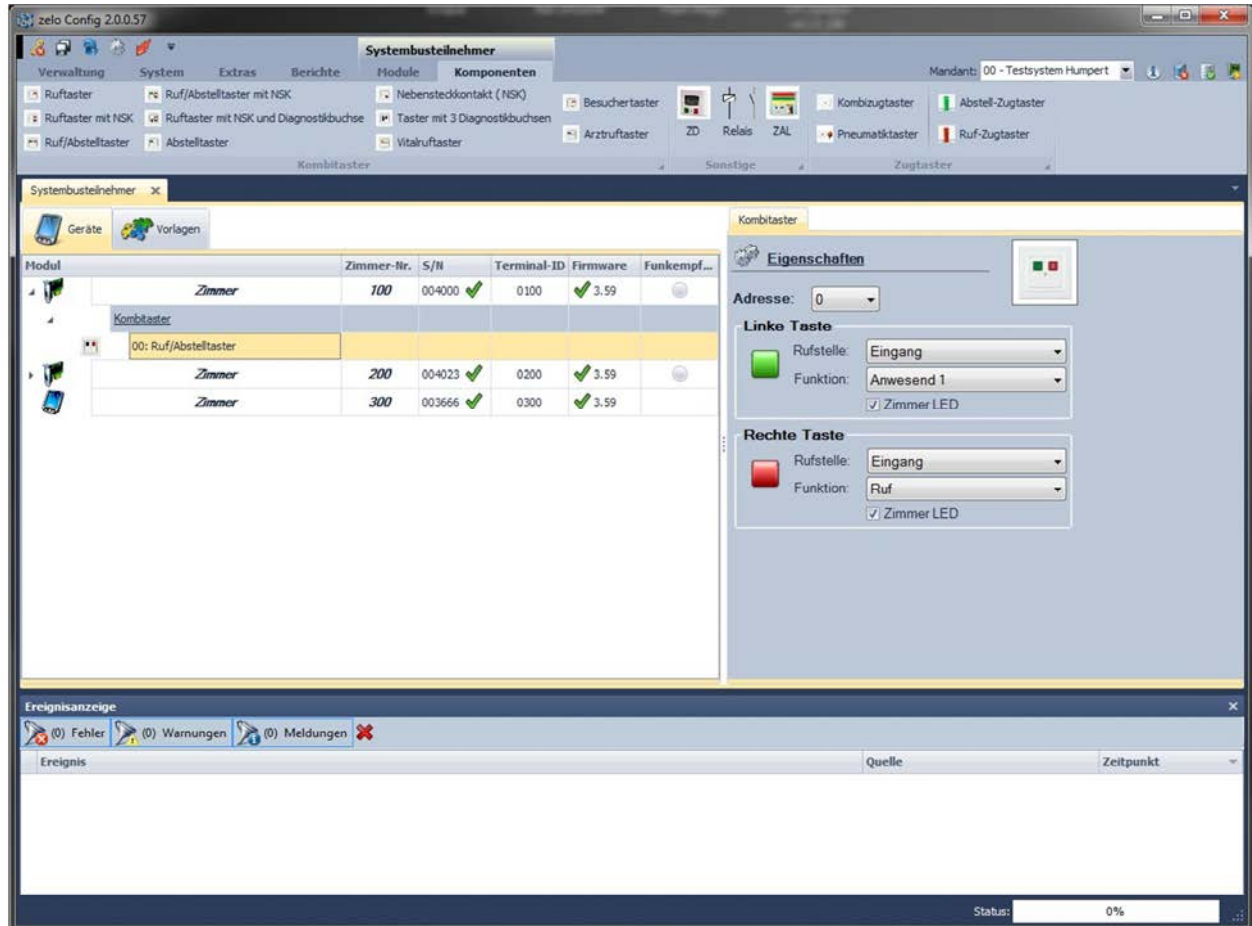 zelo Config 2.0.0.57
Systembusteilnehmer
Verwaltung System Extras Berichte Module Komponenten Mandant: 00 - Testsystem Humpert
Ruftaster Ruf/Abstelltaster mit NSK Nebensteckkontakt ( NSK)
Ruftaster mit NSK Ruftaster mit NSK und Diagnostikbuchse Taster mit 3 Diagnostikbuchsen
Ruf/Abstelltaster Abstelltaster Vitalruftaster
Besuchertaster
Arztruftaster
ZD Relais ZAL
Kombizugtaster Abstell-Zugtaster
Pneumatiktaster Ruf-Zugtaster
Kombitaster Sonstige Zugtaster
Systembusteilnehmer
Geräte Vorlagen
Modul Zimmer-Nr. S/N Terminal-ID Firmware Funkempf...
Zimmer 100 004000 0100 3.59
Kombitaster
00: Ruf/Abstelltaster
Zimmer 200 004023 0200 3.59
Zimmer 300 003666 0300 3.59
Kombitaster
Eigenschaften
Adresse: 0
Linke Taste
Rufstelle: Eingang
Funktion: Anwesend 1
Zimmer LED
Rechte Taste
Rufstelle: Eingang
Funktion: Ruf
Zimmer LED
Ereignisanzeige
(0) Fehler (0) Warnungen (0) Meldungen
Ereignis Quelle Zeitpunkt
Status: 0%